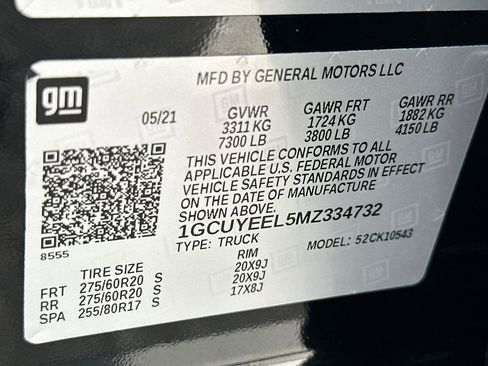 gm
MFD BY GENERAL MOTORS LLC
05/21 GVWR GAWR FRT GAWR RR
3311 KG 1724 KG 1882 KG
7300 LB 3800 LB 4150 LB
THIS VEHICLE CONFORMS TO ALL
APPLICABLE U.S. FEDERAL MOTOR
VEHICLE SAFETY STANDARDS IN EFFECT
ON THE DATE OF MANUFACTURE
SHOWN ABOVE.
1GCUYEEL5MZ334732
8555 TYPE: TRUCK MODEL: 52CK10543
TIRE SIZE RIM
FRT 275/60R20 S 20X9J
RR 275/60R20 S 20X9J
SPA 255/80R17 S 17X8J